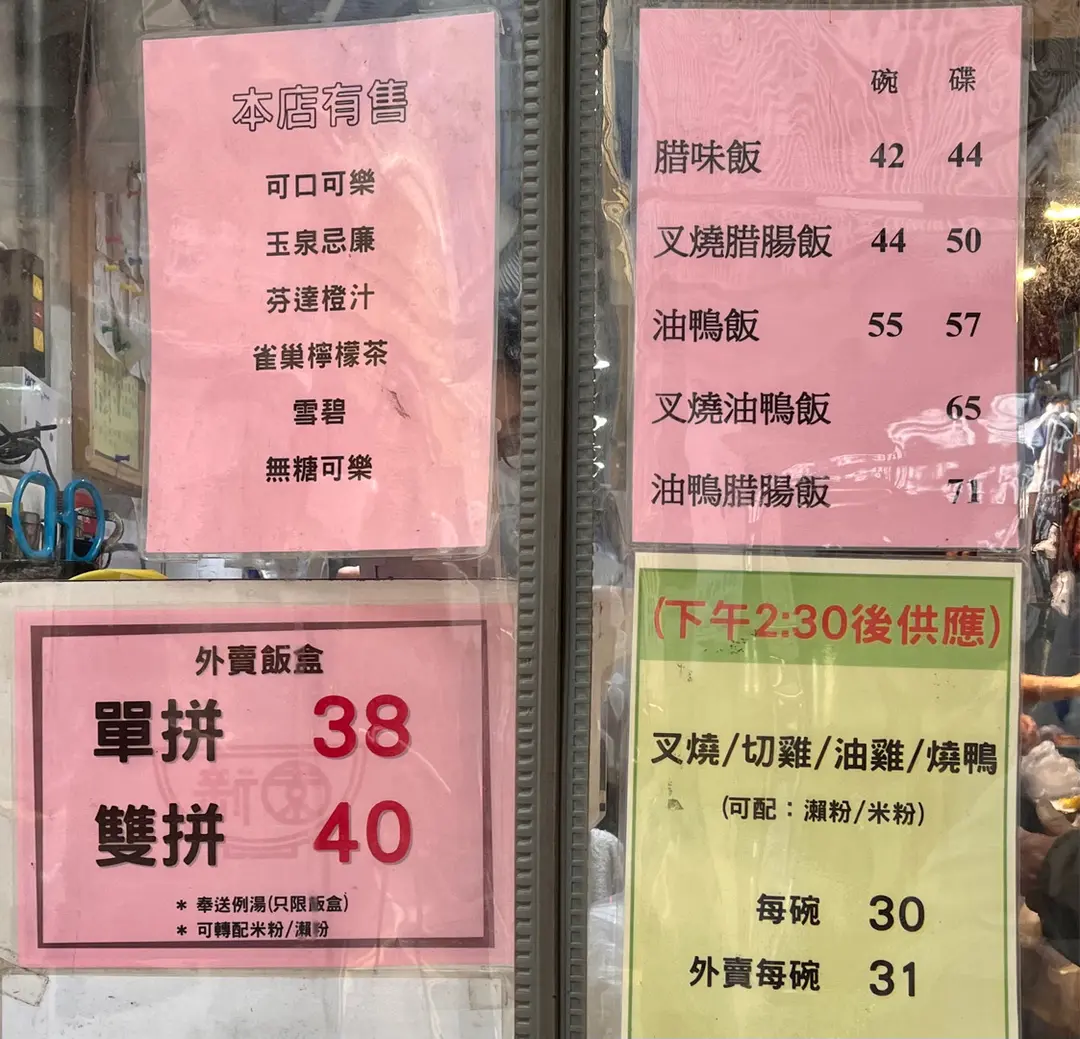 本店有售
可口可樂
玉泉忌廉
芬達橙汁
雀巢檸檬茶
雪碧
無糖可樂
外賣飯盒
單拼 38
雙拼 40
* 奉送例湯(只限飯盒)
* 可轉配米粉/瀨粉
碗 碟
腊味飯 42 44
叉燒腊腸飯 44 50
油鴨飯 55 57
叉燒油鴨飯 65
油鴨腊腸飯 71
(下午2:30後供應)
叉燒/切雞/油雞/燒鴨
(可配：瀨粉/米粉)
每碗 30
外賣每碗 31